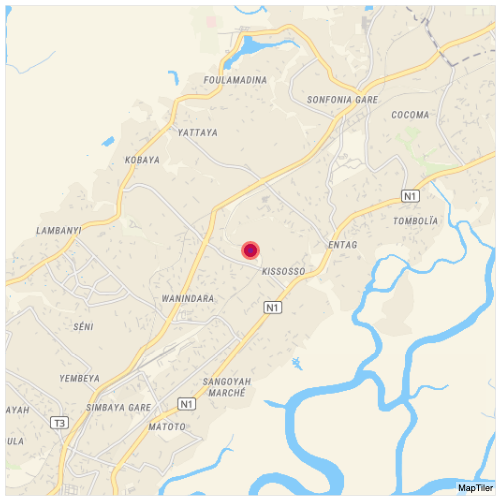 FOULAMADINA
SONFONIA GARE
COCOMA
YATTAYA
KOBAYA
N1
TOMBOLÏA
LAMBANYI
ENTAG
KISSOSSO
WANINDARA
N1
SÉNI
YEMBEYA
SANGOYAH
MARCHÉ
SIMBAYA GARE
N1
AYAH
T3
MATOTO
ULA
MapTiler